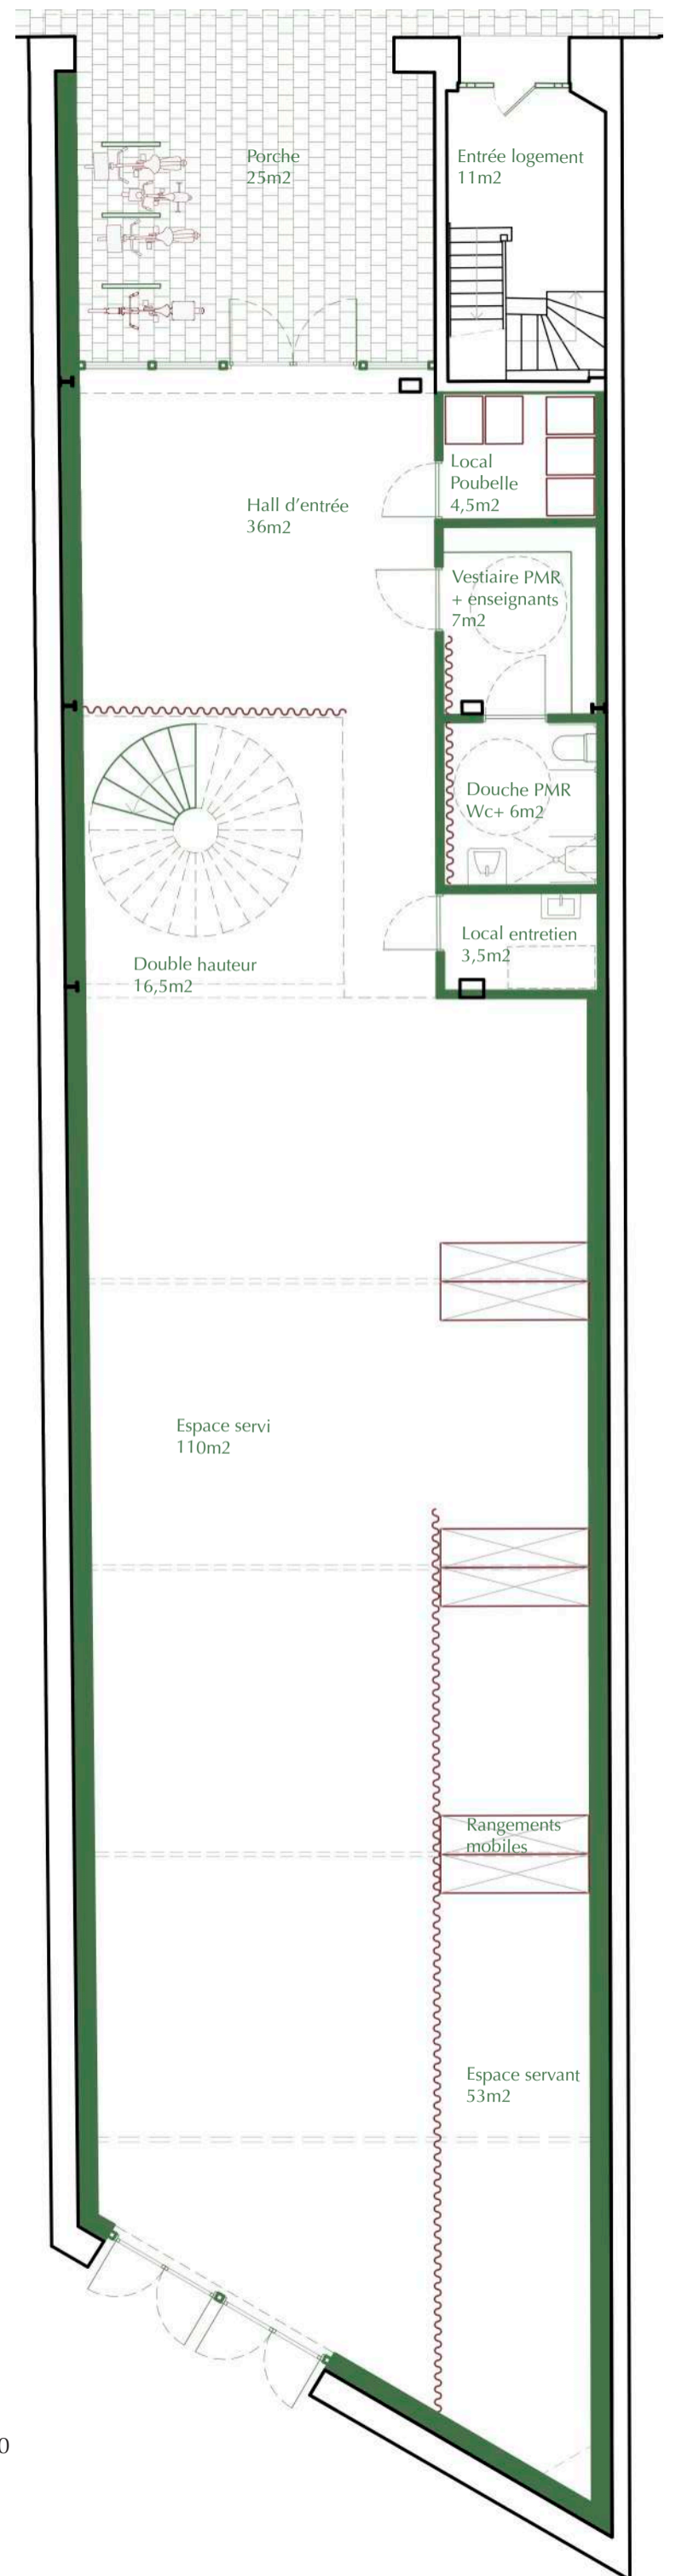 Porche
25m2
Entrée logement
11m2
Local
Poubelle
4,5m2
Hall d'entrée
36m2
Vestiaire PMR
+ enseignants
7m2
Douche PMR
Wc+ 6m2
Local entretien
3,5m2
Double hauteur
16,5m2
Espace servi
110m2
Rangements
mobiles
Espace servant
53m2
0